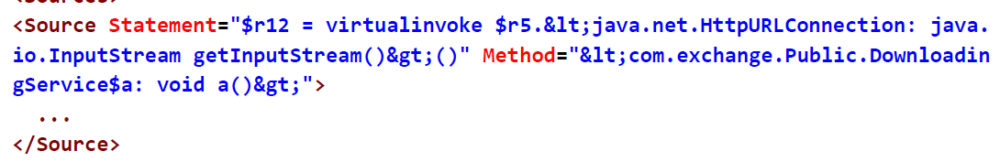 <Sources>
<Source Statement="$r12 = virtualinvoke $r5.&lt;java.net.HttpURLConnection: java.
io.InputStream getInputStream()&gt;()" Method="&lt;com.exchange.Public.Downloadin
gService$a: void a()&gt;">
...
</Source>